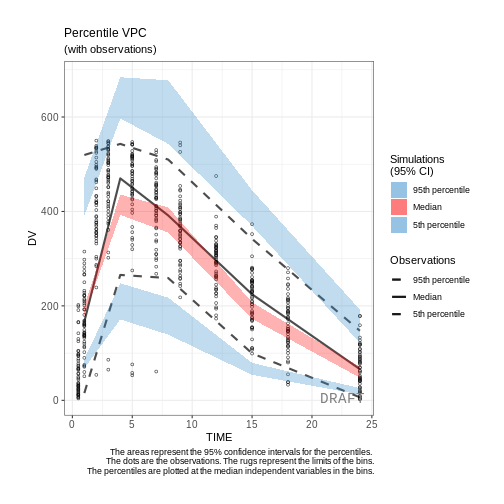 Percentile VPC
(with observations)
DV
600
400
200
0
0
5
10
15
20
25
TIME
DRAFT
Simulations
(95% CI)
95th percentile
Median
5th percentile
Observations
95th percentile
Median
5th percentile
The areas represent the 95% confidence intervals for the percentiles.
The dots are the observations. The rugs represent the limits of the bins.
The percentiles are plotted at the median independent variables in the bins.